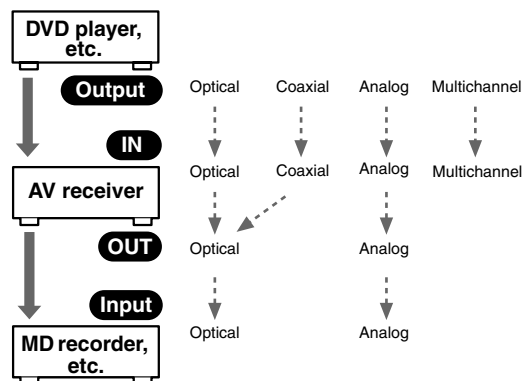 DVD player,
etc.
Output Optical Coaxial Analog Multichannel
IN
AV receiver Optical Coaxial Analog Multichannel
OUT Optical Analog
Input
Optical Analog
MD recorder,
etc.